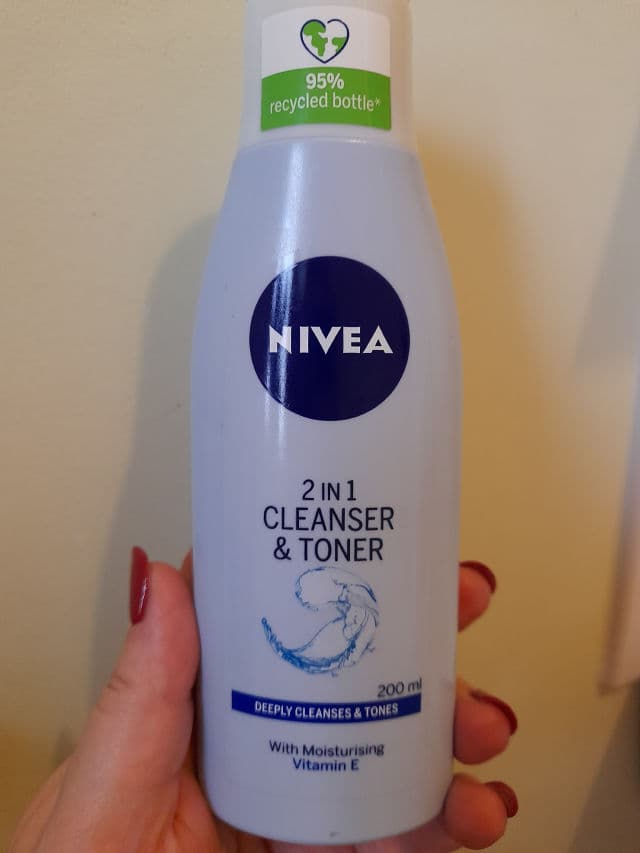 95%
recycled bottle*
NIVEA
2 IN 1
CLEANSER
& TONER
200 ml
DEEPLY CLEANSES & TONES
With Moisturising
Vitamin E